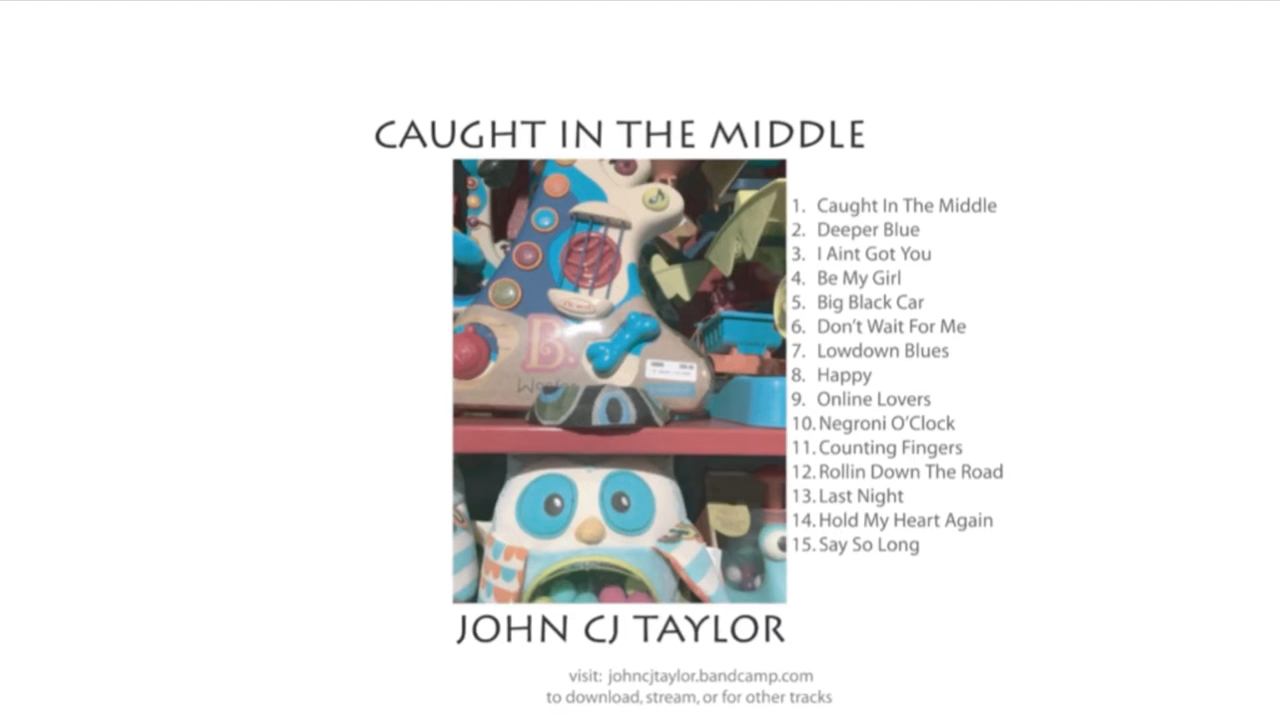 CAUGHT IN THE MIDDLE
B.
Woofer
1. Caught In The Middle
2. Deeper Blue
3. I Aint Got You
4. Be My Girl
5. Big Black Car
6. Don't Wait For Me
7. Lowdown Blues
8. Happy
9. Online Lovers
10. Negroni O'Clock
11. Counting Fingers
12. Rollin Down The Road
13. Last Night
14. Hold My Heart Again
15. Say So Long
JOHN CJ TAYLOR
visit: johncjtaylor.bandcamp.com
to download, stream, or for other tracks